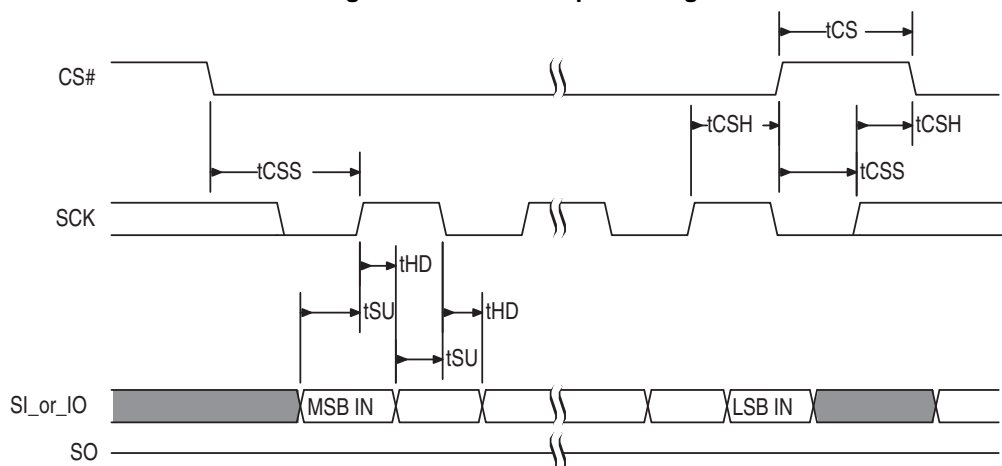 tCS
CS#
tCSH
tCSH
tCSS
tCSS
SCK
tHD
tSU
tHD
tSU
SI_or_IO
MSB IN
LSB IN
SO